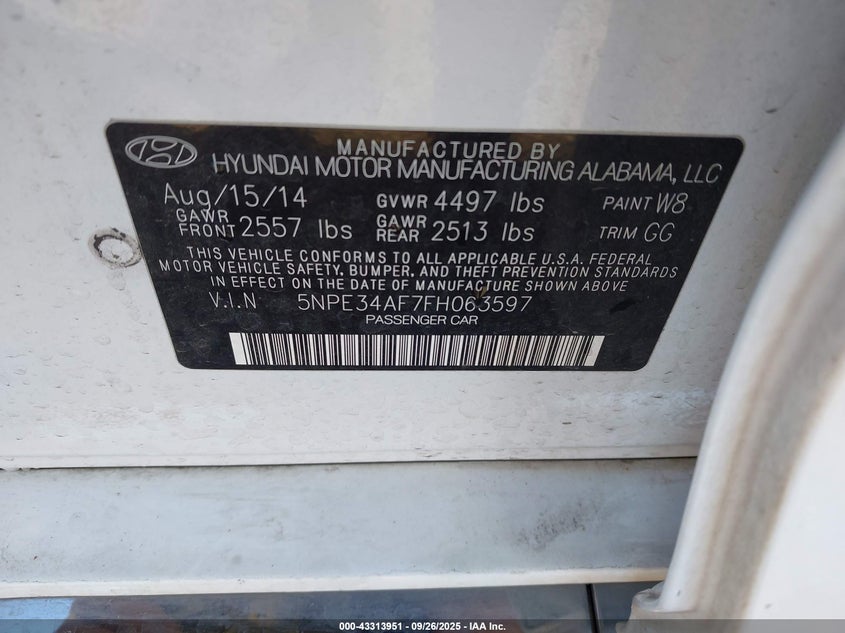 MANUFACTURED BY
HYUNDAI MOTOR MANUFACTURING ALABAMA, LLC
Aug/15/14 GVWR 4497 lbs PAINT W8
GAWR FRONT 2557 lbs GAWR REAR 2513 lbs TRIM GG
THIS VEHICLE CONFORMS TO ALL APPLICABLE U.S.A. FEDERAL
MOTOR VEHICLE SAFETY, BUMPER, AND THEFT PREVENTION STANDARDS
IN EFFECT ON THE DATE OF MANUFACTURE SHOWN ABOVE
V.I.N 5NPE34AF7FH063597
PASSENGER CAR
000-43313951 - 09/26/2025 - IAA Inc.